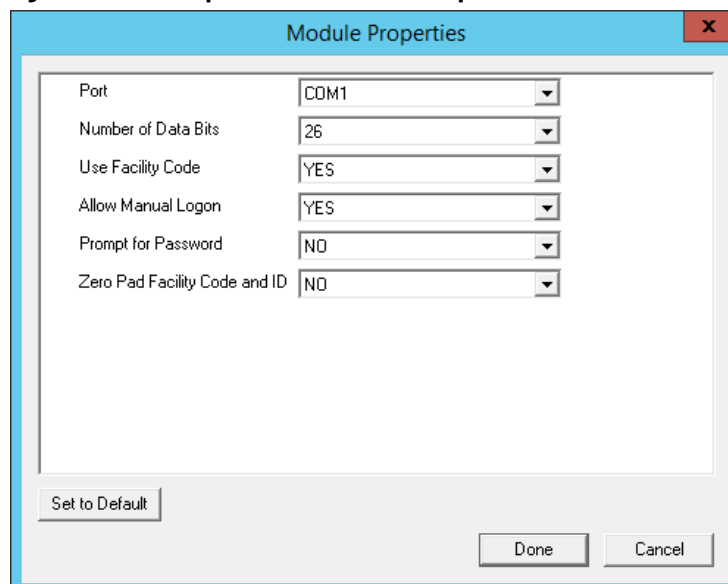 Module Properties
x
Port COM1
Number of Data Bits 26
Use Facility Code YES
Allow Manual Logon YES
Prompt for Password NO
Zero Pad Facility Code and ID NO
Set to Default
Done Cancel